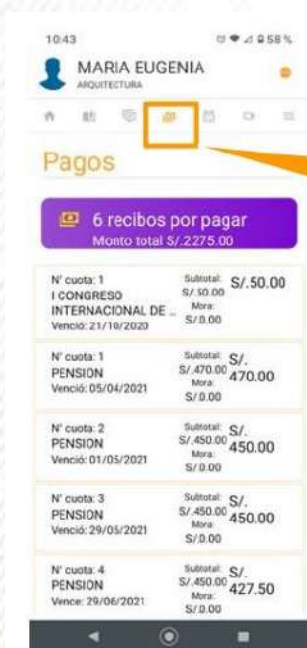 10:43
58 %
MARIA EUGENIA
ARQUITECTURA
Pagos
6 recibos por pagar
Monto total S/.2275.00
N° cuota: 1
I CONGRESO
INTERNACIONAL DE ...
Venció: 21/10/2020
Subtotal:
S/.50.00
Mora:
S/.0.00
S/.50.00
N° cuota: 1
PENSION
Venció: 05/04/2021
Subtotal:
S/.470.00
Mora:
S/.0.00
S/.
470.00
N° cuota: 2
PENSION
Venció: 01/05/2021
Subtotal:
S/.450.00
Mora:
S/.0.00
S/.
450.00
N° cuota: 3
PENSION
Venció: 29/05/2021
Subtotal:
S/.450.00
Mora:
S/.0.00
S/.
450.00
N° cuota: 4
PENSION
Vence: 29/06/2021
Subtotal:
S/.450.00
Mora:
S/.0.00
S/.
427.50